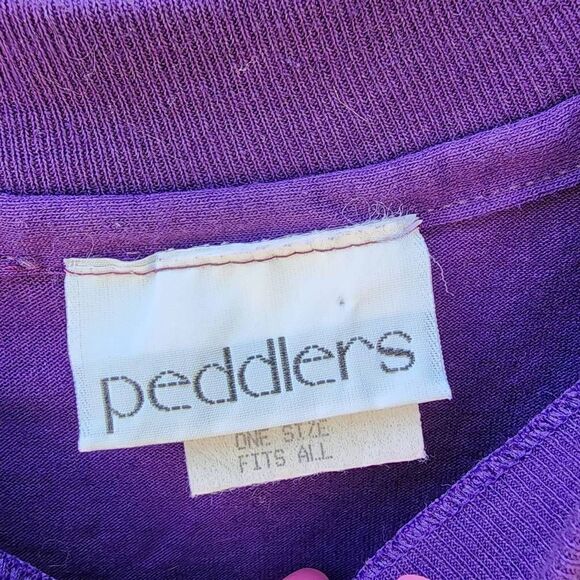 peddlers
ONE SIZE
FITS ALL